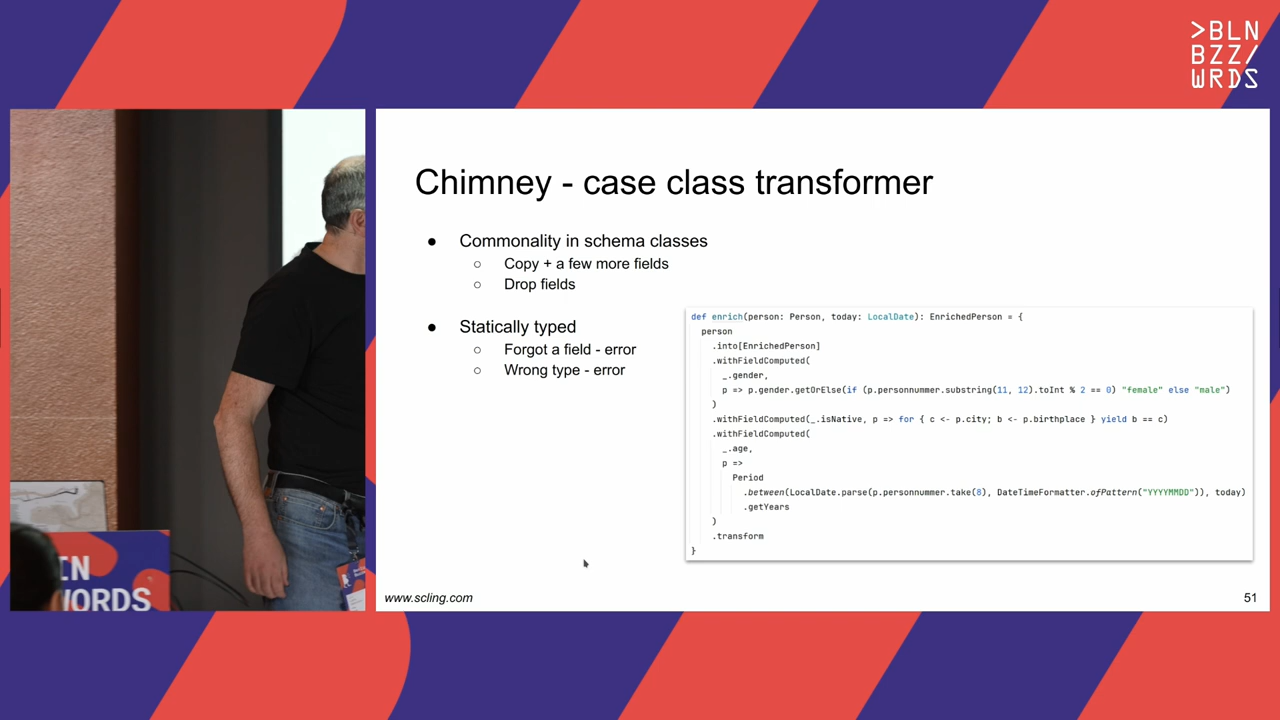 >BLN
BZZ/
WRDS
Chimney - case class transformer
● Commonality in schema classes
○ Copy + a few more fields
○ Drop fields
● Statically typed
○ Forgot a field - error
○ Wrong type - error
def enrich(person: Person, today: LocalDate): EnrichedPerson = {
  person
    .into[EnrichedPerson]
    .withFieldComputed(
      _.gender,
      p => p.gender.getOrElse(if (p.personnummer.substring(11, 12).toInt % 2 == 0) "female" else "male")
    )
    .withFieldComputed(_.isNative, p => for { c <- p.city; b <- p.birthplace } yield b == c)
    .withFieldComputed(
      _.age,
      p =>
        Period
          .between(LocalDate.parse(p.personnummer.take(8), DateTimeFormatter.ofPattern("YYYYMMDD")), today)
          .getYears
    )
    .transform
}
www.scling.com
51
IN
WORDS